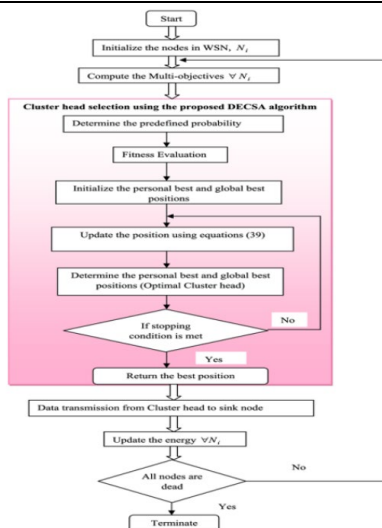 Start
Initialize the nodes in WSN, N_i
Compute the Multi-objectives ∀ N_i
Cluster head selection using the proposed DECSA algorithm
Determine the predefined probability
Fitness Evaluation
Initialize the personal best and global best
positions
Update the position using equations (39)
Determine the personal best and global best
positions (Optimal Cluster head)
If stopping
condition is met
No
Yes
Return the best position
Data transmission from Cluster head to sink node
Update the energy ∀N_i
All nodes are
dead
No
Yes
Terminate